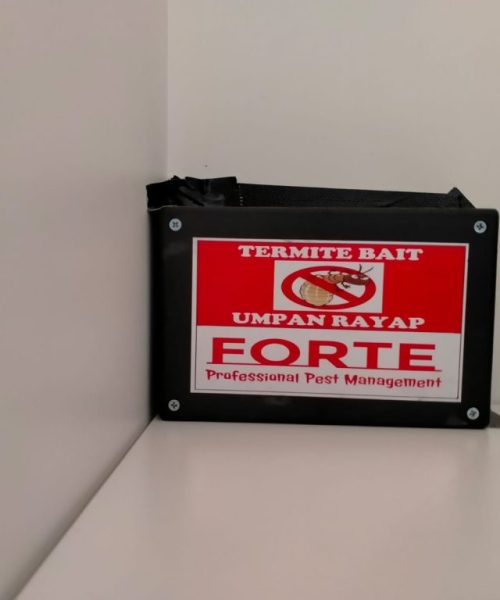 TERMITE BAIT
UMPAN RAYAP
FORTE
Professional Pest Management